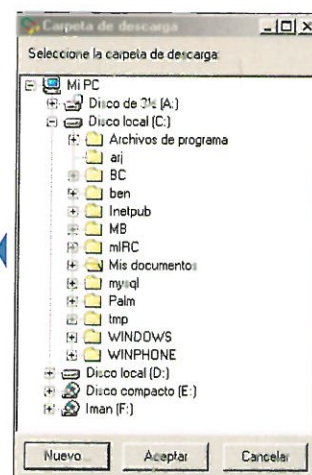 Carpeta de descarga
Seleccione la carpeta de descarga:
Mi PC
Disco de 3½ (A:)
Disco local (C:)
Archivos de programa
arj
BC
ben
Inetpub
MB
mIRC
Mis documentos
mysql
Palm
tmp
WINDOWS
WINPHONE
Disco local (D:)
Disco compacto (E:)
Iman (F:)
Nuevo... Aceptar Cancelar